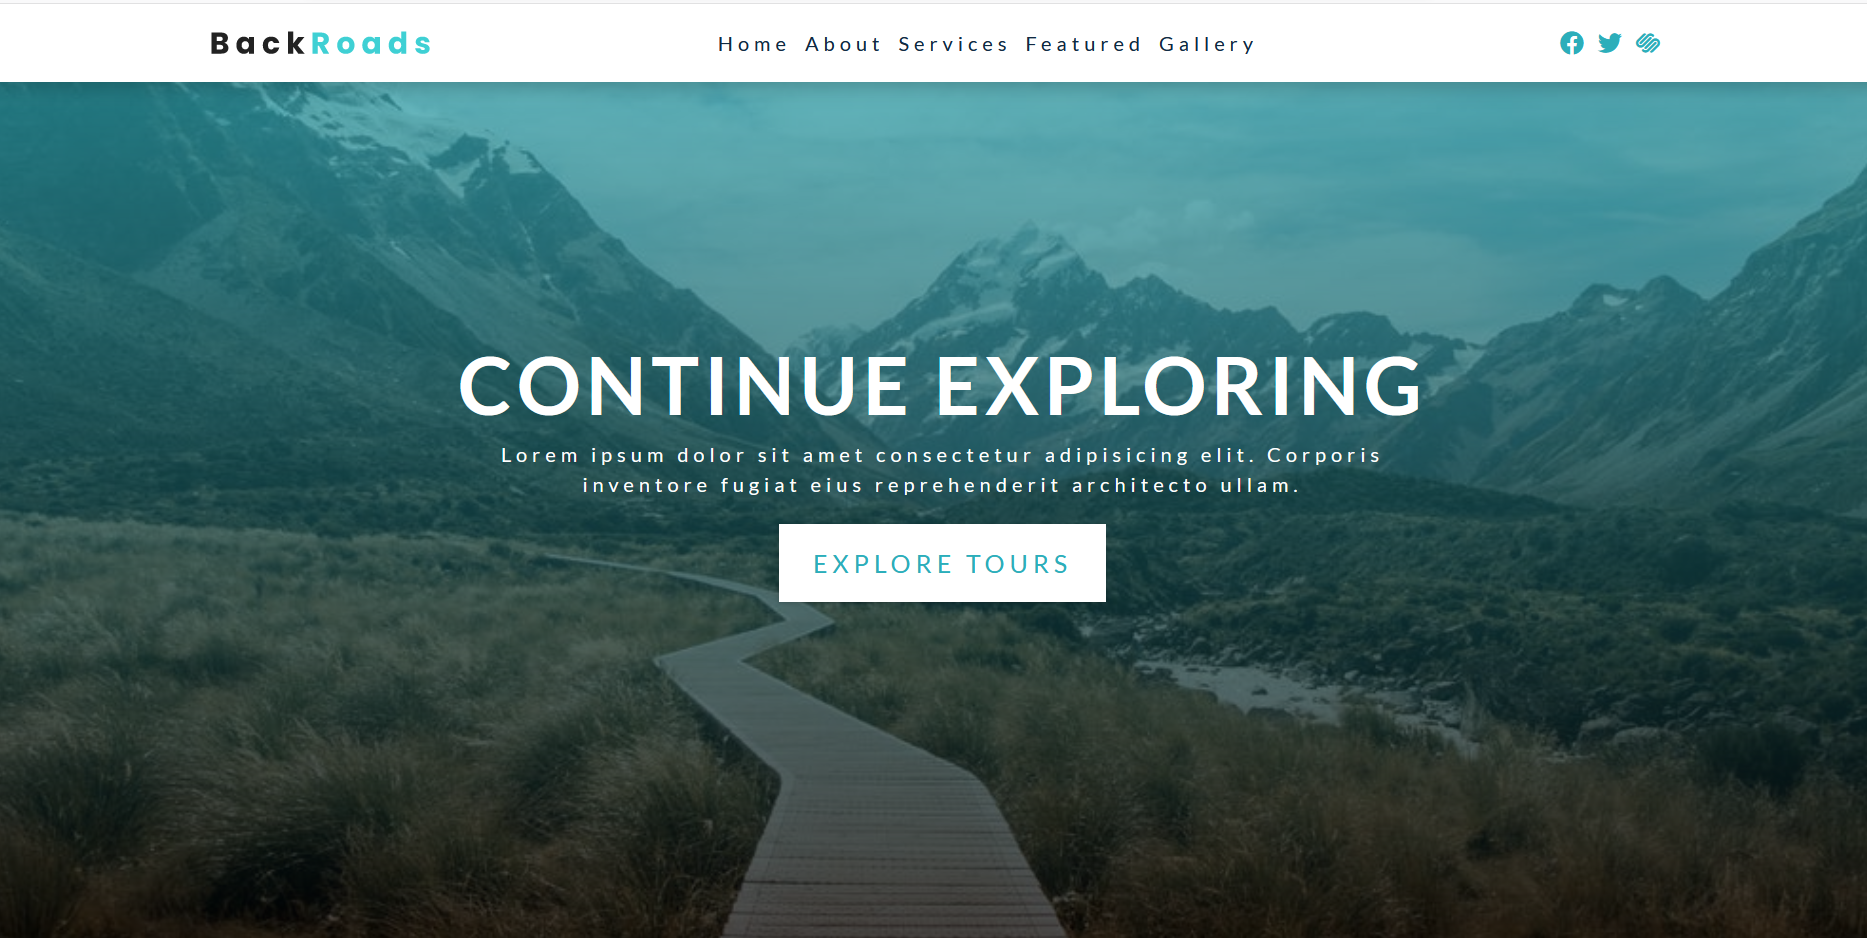 BackRoads
Home About Services Featured Gallery
CONTINUE EXPLORING
Lorem ipsum dolor sit amet consectetur adipisicing elit. Corporis
inventore fugiat eius reprehenderit architecto ullam.
EXPLORE TOURS